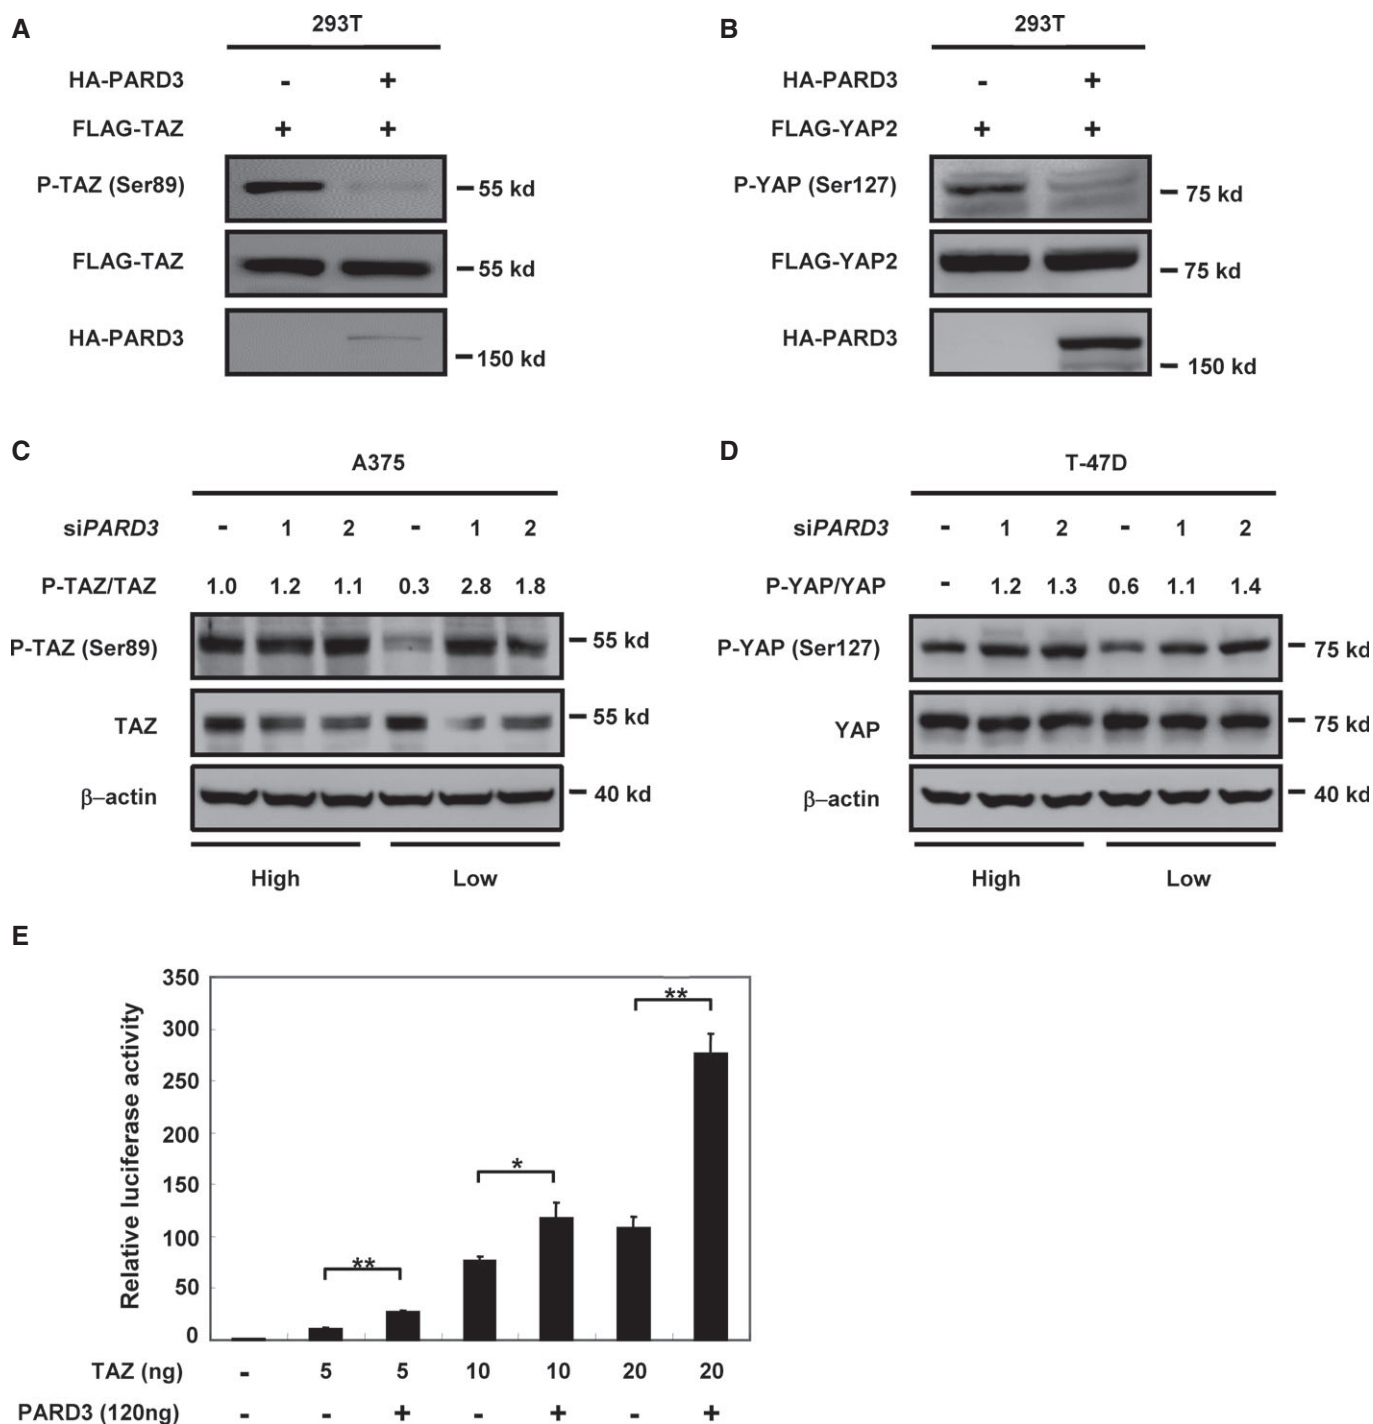 A
293T
HA-PARD3 - +
FLAG-TAZ + +
P-TAZ (Ser89) 55 kd
FLAG-TAZ 55 kd
HA-PARD3 150 kd
B
293T
HA-PARD3 - +
FLAG-YAP2 + +
P-YAP (Ser127) 75 kd
FLAG-YAP2 75 kd
HA-PARD3 150 kd
C
A375
siPARD3 - 1 2 - 1 2
P-TAZ/TAZ 1.0 1.2 1.1 0.3 2.8 1.8
P-TAZ (Ser89) 55 kd
TAZ 55 kd
β–actin 40 kd
High Low
D
T-47D
siPARD3 - 1 2 - 1 2
P-YAP/YAP - 1.2 1.3 0.6 1.1 1.4
P-YAP (Ser127) 75 kd
YAP 75 kd
β–actin 40 kd
High Low
E
Relative luciferase activity
350
300
250
200
150
100
50
0
**
*
**
TAZ (ng) - 5 5 10 10 20 20
PARD3 (120ng) - - + - + - +